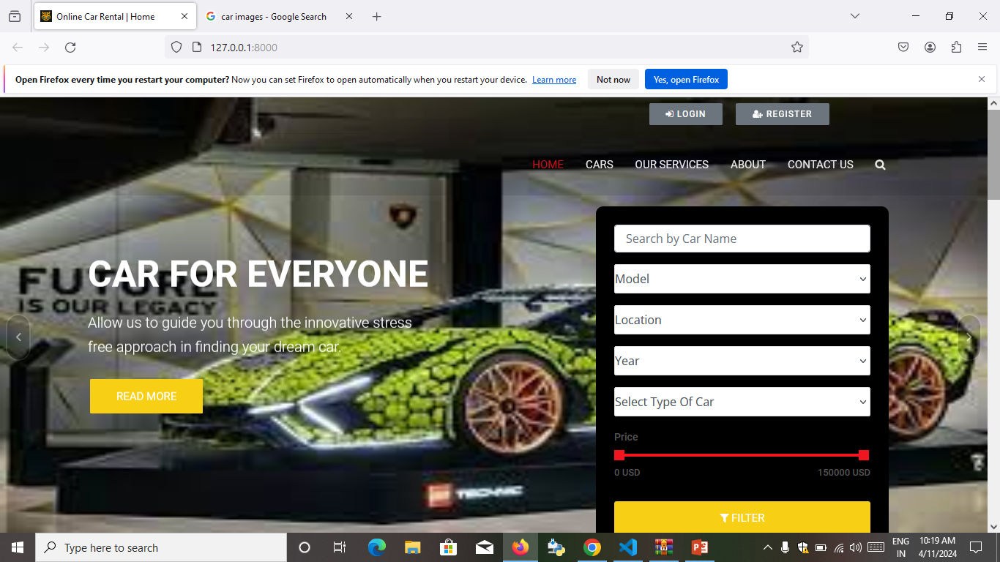 Online Car Rental | Home
car images - Google Search
127.0.0.1:8000
Open Firefox every time you restart your computer? Now you can set Firefox to open automatically when you restart your device. Learn more
Not now
Yes, open Firefox
LOGIN
REGISTER
HOME
CARS
OUR SERVICES
ABOUT
CONTACT US
FUTURE
IS OUR LEGACY
CAR FOR EVERYONE
Allow us to guide you through the innovative stress
free approach in finding your dream car.
READ MORE
Search by Car Name
Model
Location
Year
Select Type Of Car
Price
0 USD
150000 USD
FILTER
TECHNIC
Type here to search
ENG
IN
10:19 AM
4/11/2024